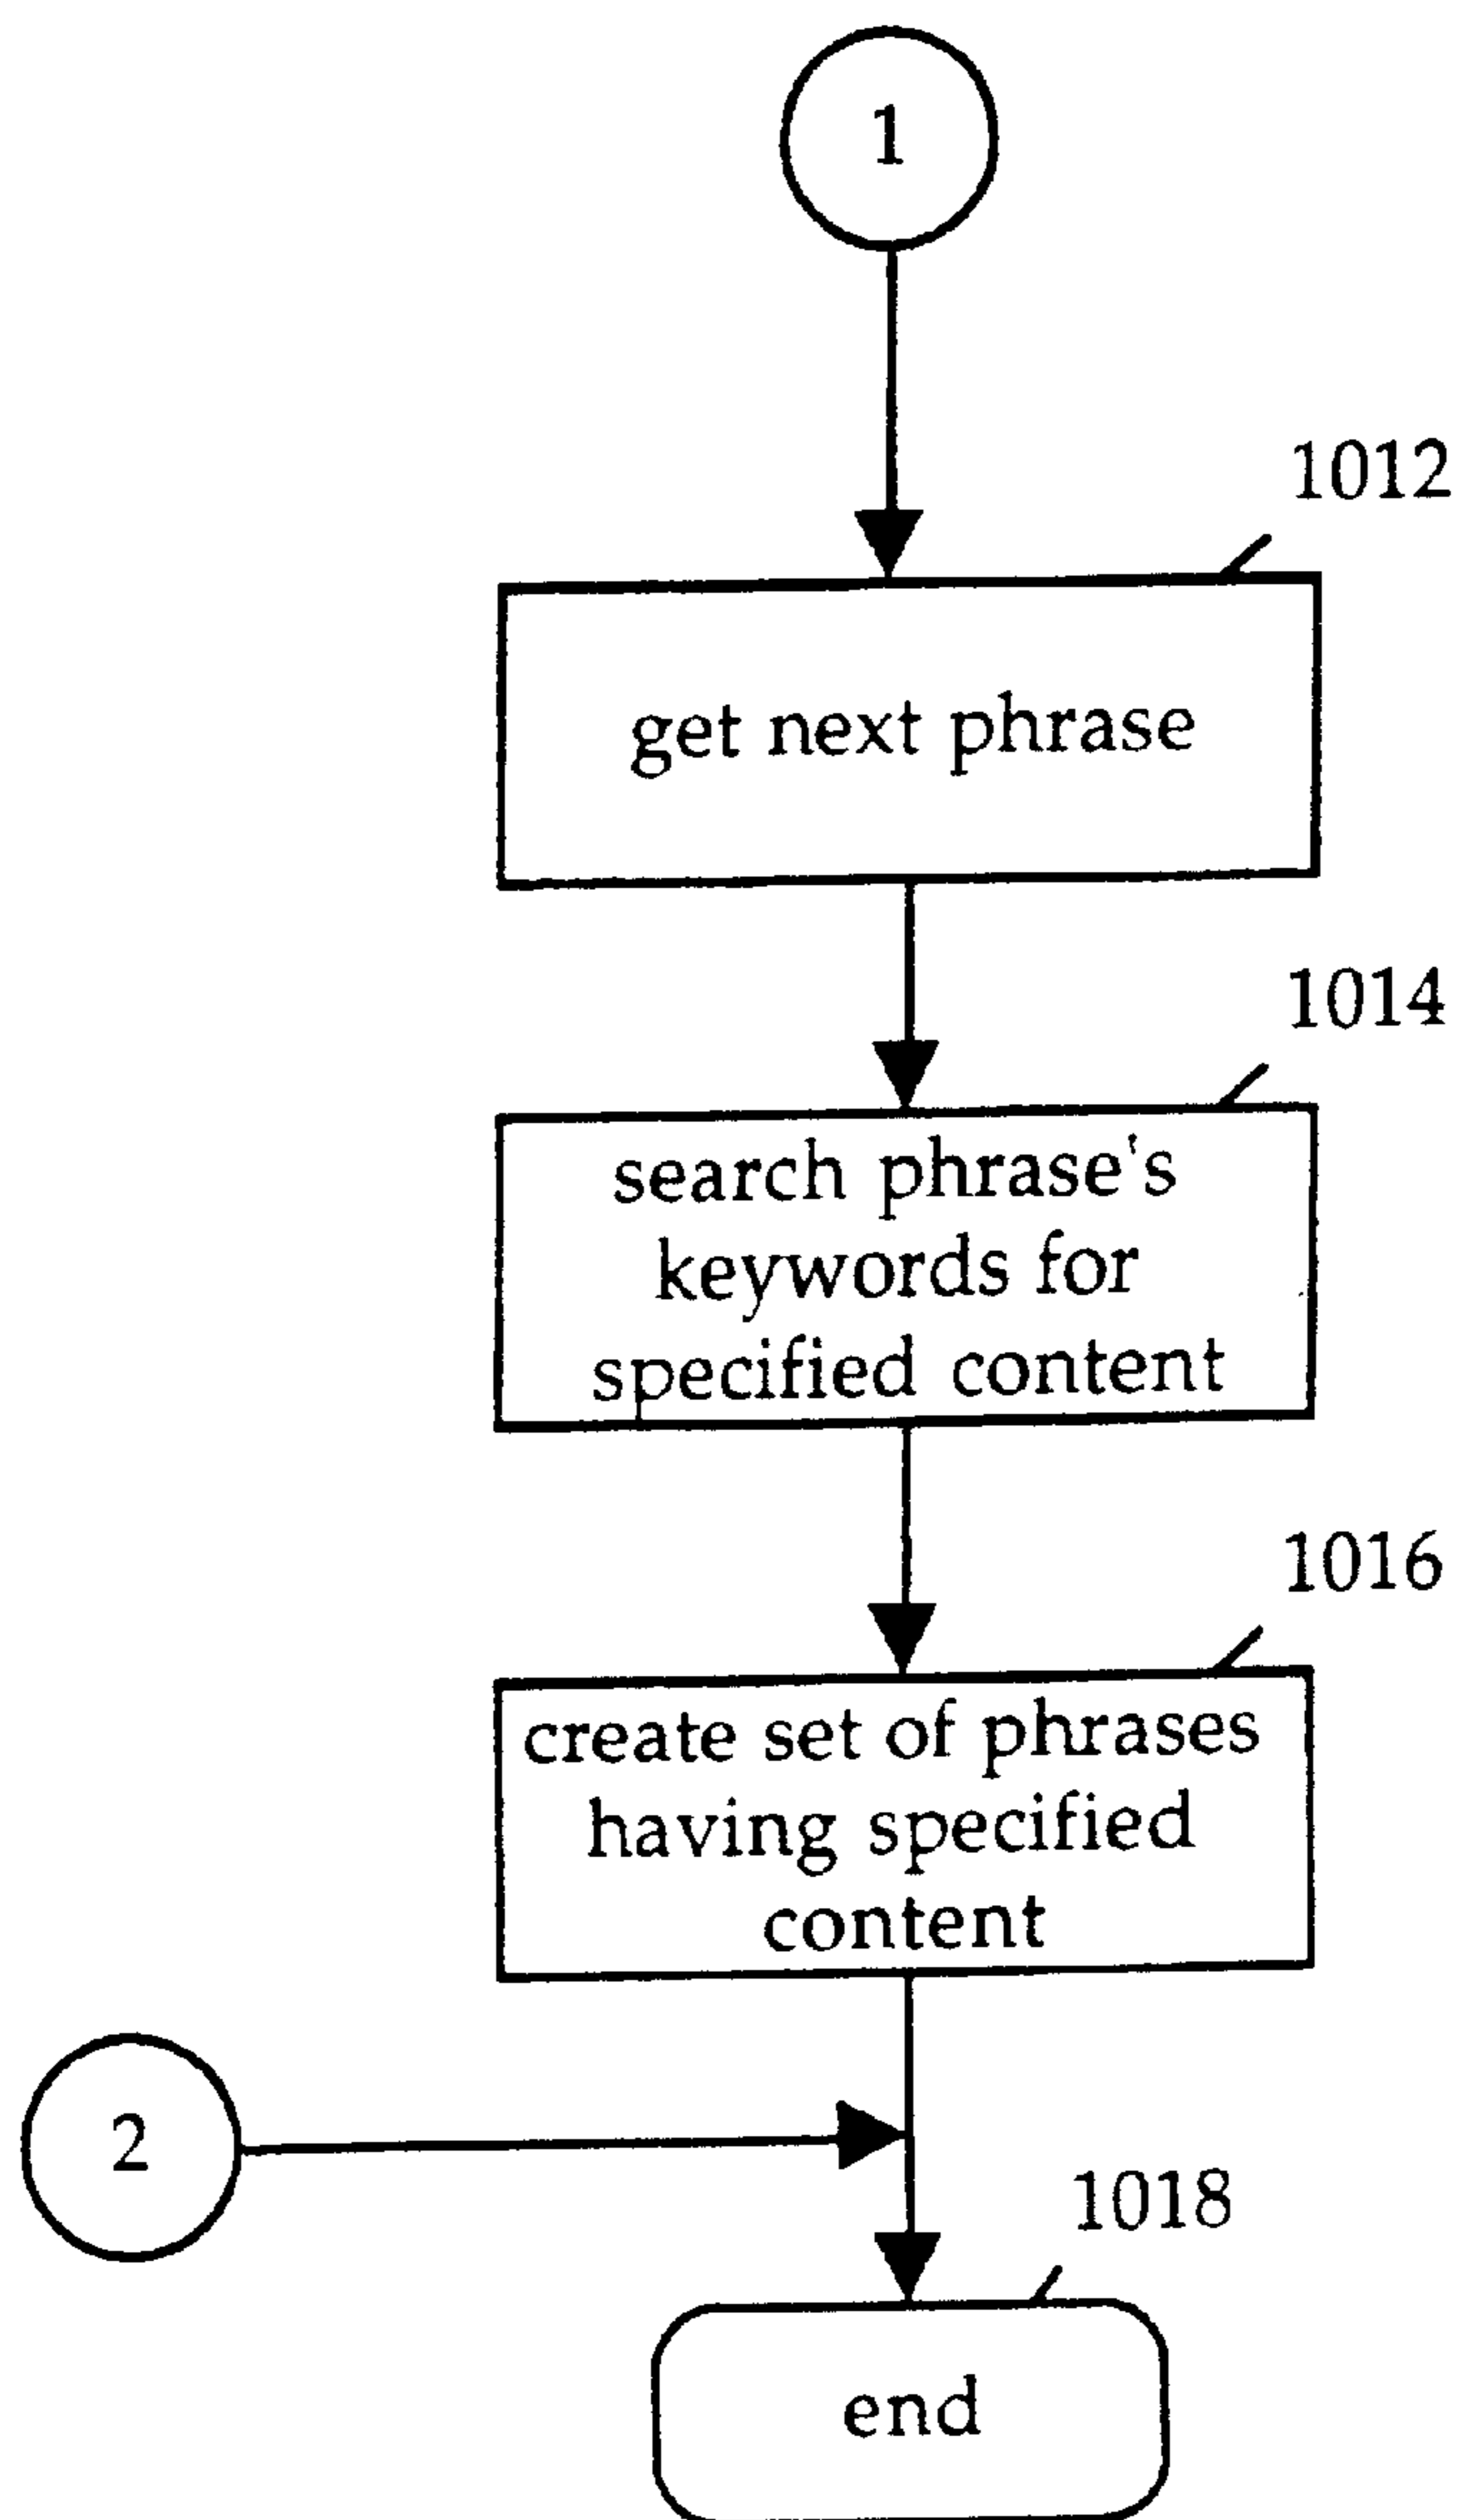 1
1012
get next phrase
1014
search phrase's
keywords for
specified content
1016
create set of phrases
having specified
content
2
1018
end